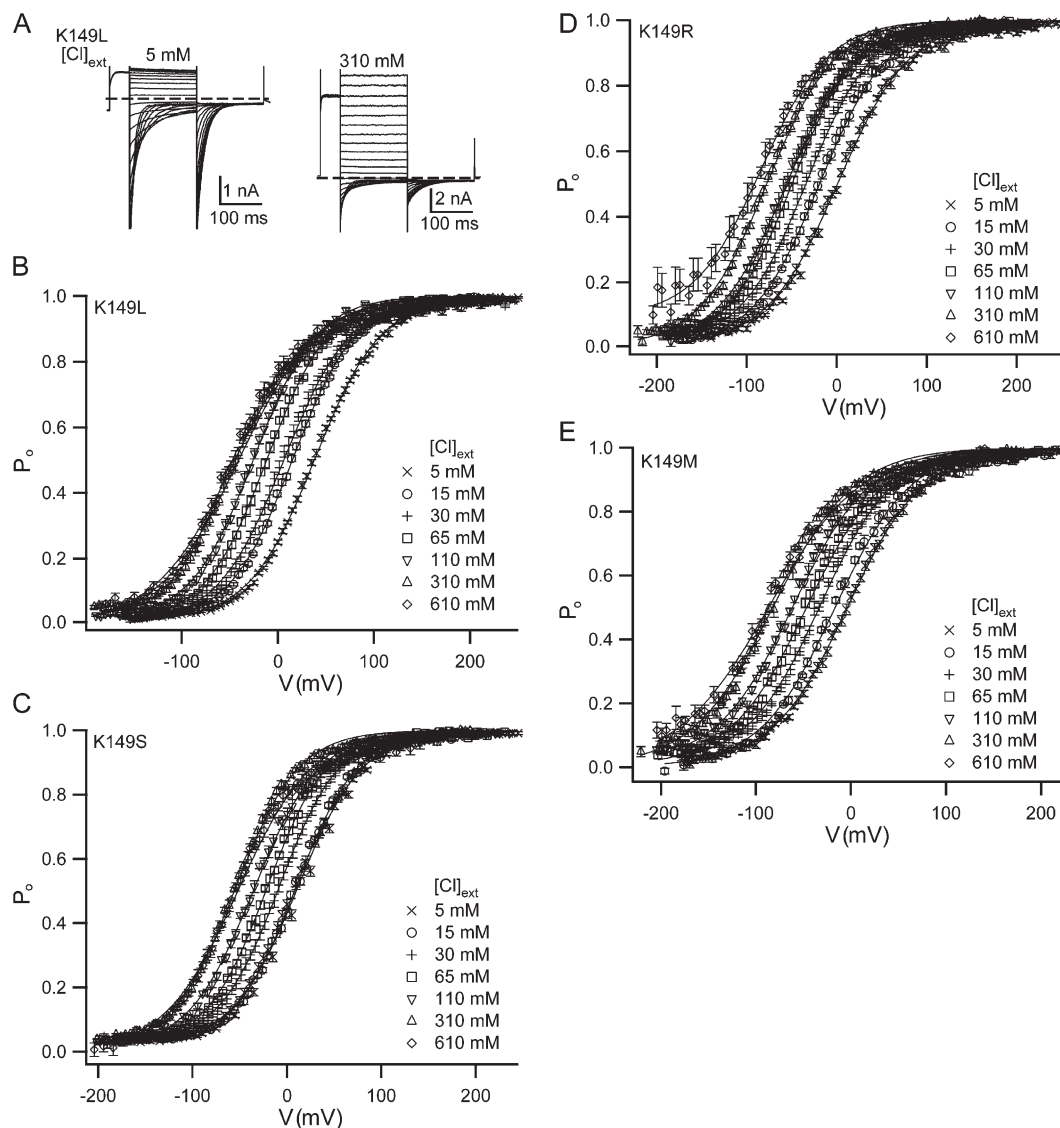 A
K149L
[Cl]ext
5 mM
310 mM
1 nA
100 ms
2 nA
100 ms
B
K149L
1.0
0.8
0.6
0.4
0.2
0.0
Po
-100
0
100
200
V(mV)
[Cl]ext
5 mM
15 mM
30 mM
65 mM
110 mM
310 mM
610 mM
C
K149S
1.0
0.8
0.6
0.4
0.2
0.0
Po
-200
-100
0
100
200
V(mV)
[Cl]ext
5 mM
15 mM
30 mM
65 mM
110 mM
310 mM
610 mM
D
K149R
1.0
0.8
0.6
0.4
0.2
0.0
Po
-200
-100
0
100
200
V(mV)
[Cl]ext
5 mM
15 mM
30 mM
65 mM
110 mM
310 mM
610 mM
E
K149M
1.0
0.8
0.6
0.4
0.2
0.0
Po
-200
-100
0
100
200
V(mV)
[Cl]ext
5 mM
15 mM
30 mM
65 mM
110 mM
310 mM
610 mM